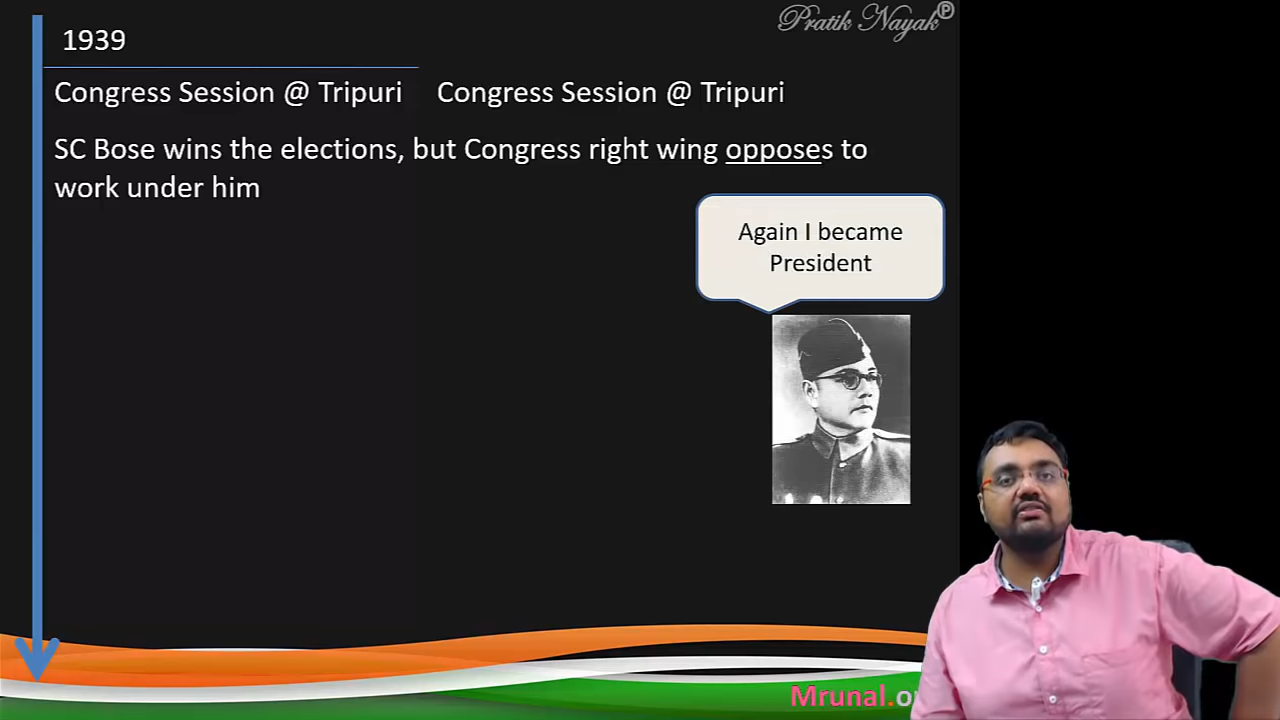 Pratik Nayak®
1939
Congress Session @ Tripuri Congress Session @ Tripuri
SC Bose wins the elections, but Congress right wing opposes to
work under him
Again I became
President
Mrunal.o